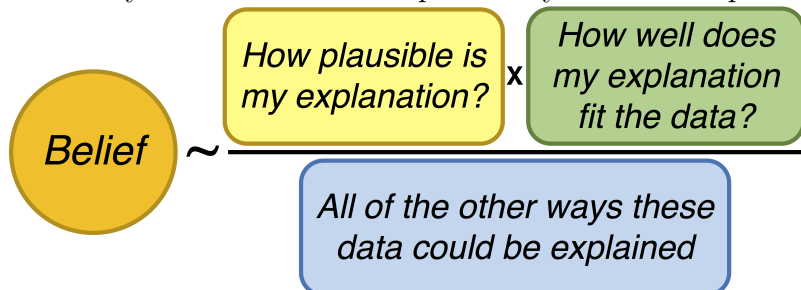 How plausible is
my explanation?
x
How well does
my explanation
fit the data?
Belief
~
All of the other ways these
data could be explained